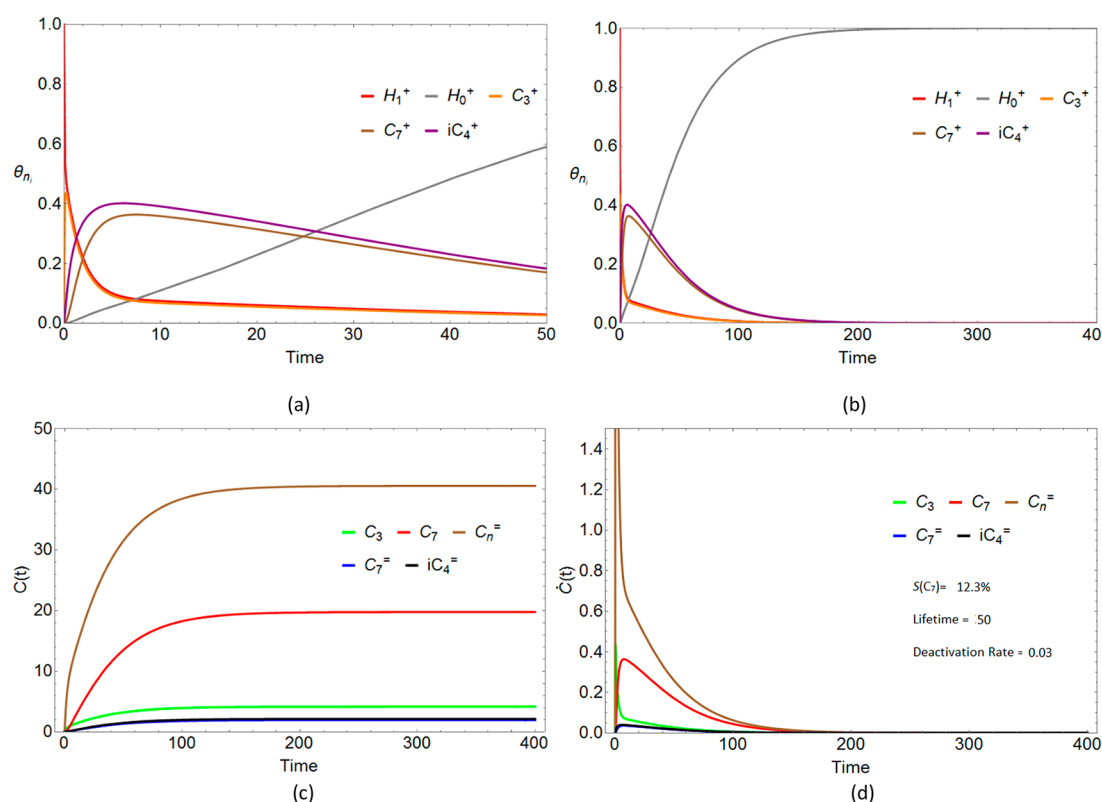 1.0
0.8
0.6
0.4
0.2
0.0
θnᵢ
H₁⁺ H₀⁺ C₃⁺
C₇⁺ iC₄⁺
0 10 20 30 40 50
Time
(a)
1.0
0.8
0.6
0.4
0.2
0.0
θnᵢ
H₁⁺ H₀⁺ C₃⁺
C₇⁺ iC₄⁺
0 100 200 300 40
Time
(b)
50
40
30
20
10
0
C(t)
C₃ C₇ Cₙ⁼
C₇⁼ iC₄⁼
0 100 200 300 400
Time
(c)
1.4
1.2
1.0
0.8
0.6
0.4
0.2
0.0
Ċ(t)
C₃ C₇ Cₙ⁼
C₇⁼ iC₄⁼
S(C₇)= 12.3%
Lifetime = 50
Deactivation Rate = 0.03
0 100 200 300 400
Time
(d)